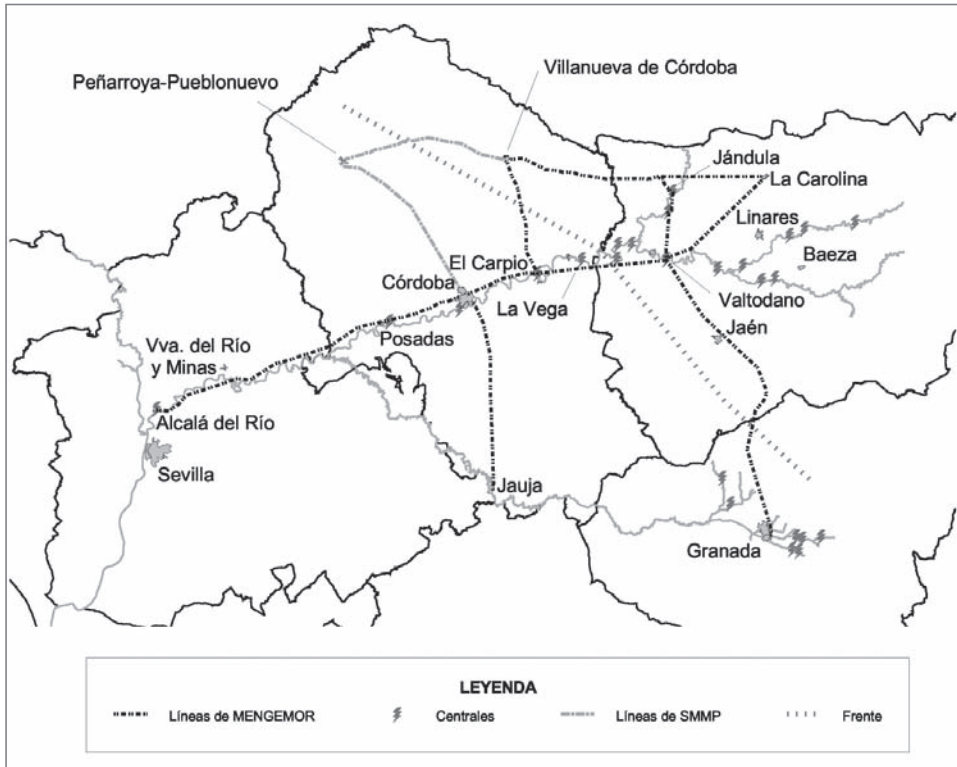 Peñarroya-Pueblonuevo
Villanueva de Córdoba
Jándula
La Carolina
Linares
Baeza
El Carpio
Córdoba
La Vega
Valtodano
Jaén
Posadas
Vva. del Río
y Minas
Alcalá del Río
Sevilla
Jauja
Granada
LEYENDA
Líneas de MENGEMOR
Centrales
Líneas de SMMP
Frente